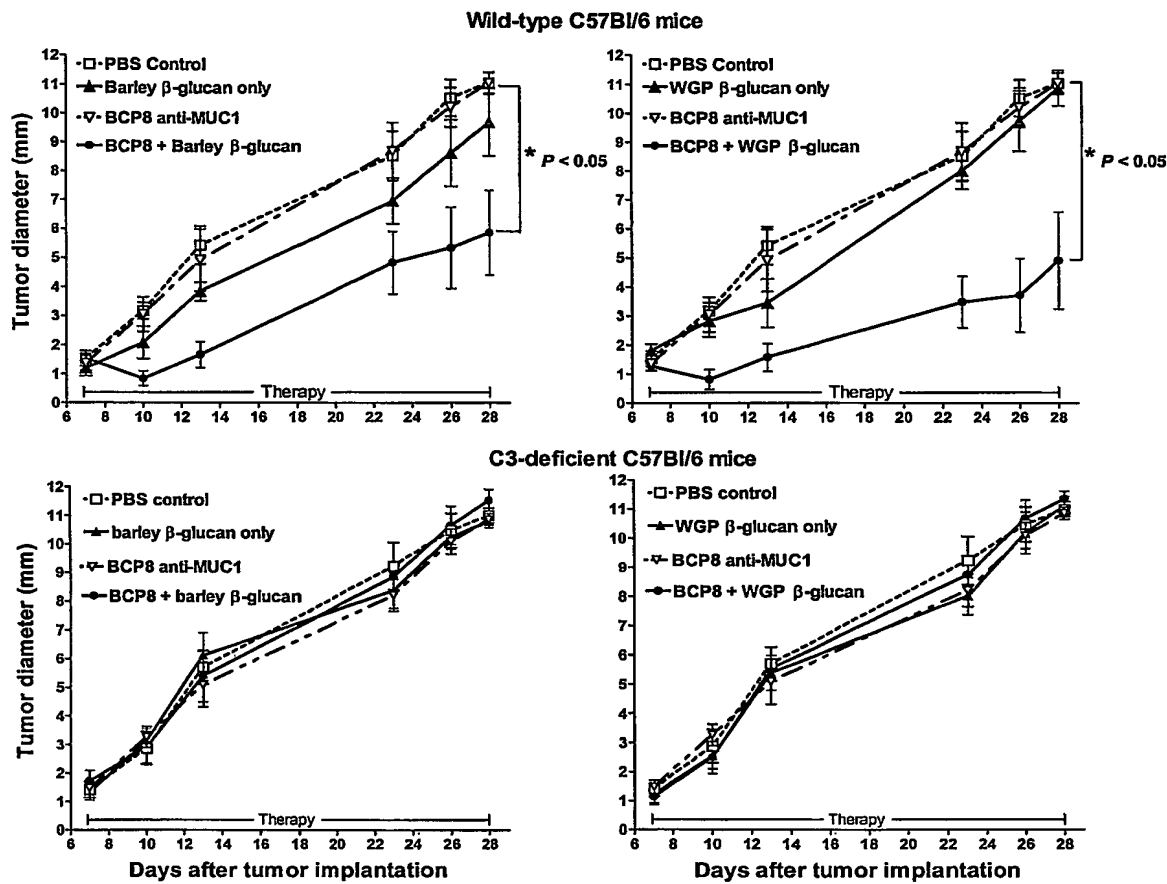 Wild-type C57Bl/6 mice
PBS Control
Barley β-glucan only
BCP8 anti-MUC1
BCP8 + Barley β-glucan
* P < 0.05
Tumor diameter (mm)
12
11
10
9
8
7
6
5
4
3
2
1
0
Therapy
6 8 10 12 14 16 18 20 22 24 26 28
PBS Control
WGP β-glucan only
BCP8 anti-MUC1
BCP8 + WGP β-glucan
* P < 0.05
12
11
10
9
8
7
6
5
4
3
2
1
0
Therapy
6 8 10 12 14 16 18 20 22 24 26 28
C3-deficient C57Bl/6 mice
PBS control
barley β-glucan only
BCP8 anti-MUC1
BCP8 + barley β-glucan
Tumor diameter (mm)
12
11
10
9
8
7
6
5
4
3
2
1
0
Therapy
6 8 10 12 14 16 18 20 22 24 26 28
Days after tumor implantation
PBS control
WGP β-glucan only
BCP8 anti-MUC1
BCP8 + WGP β-glucan
12
11
10
9
8
7
6
5
4
3
2
1
0
Therapy
6 8 10 12 14 16 18 20 22 24 26 28
Days after tumor implantation